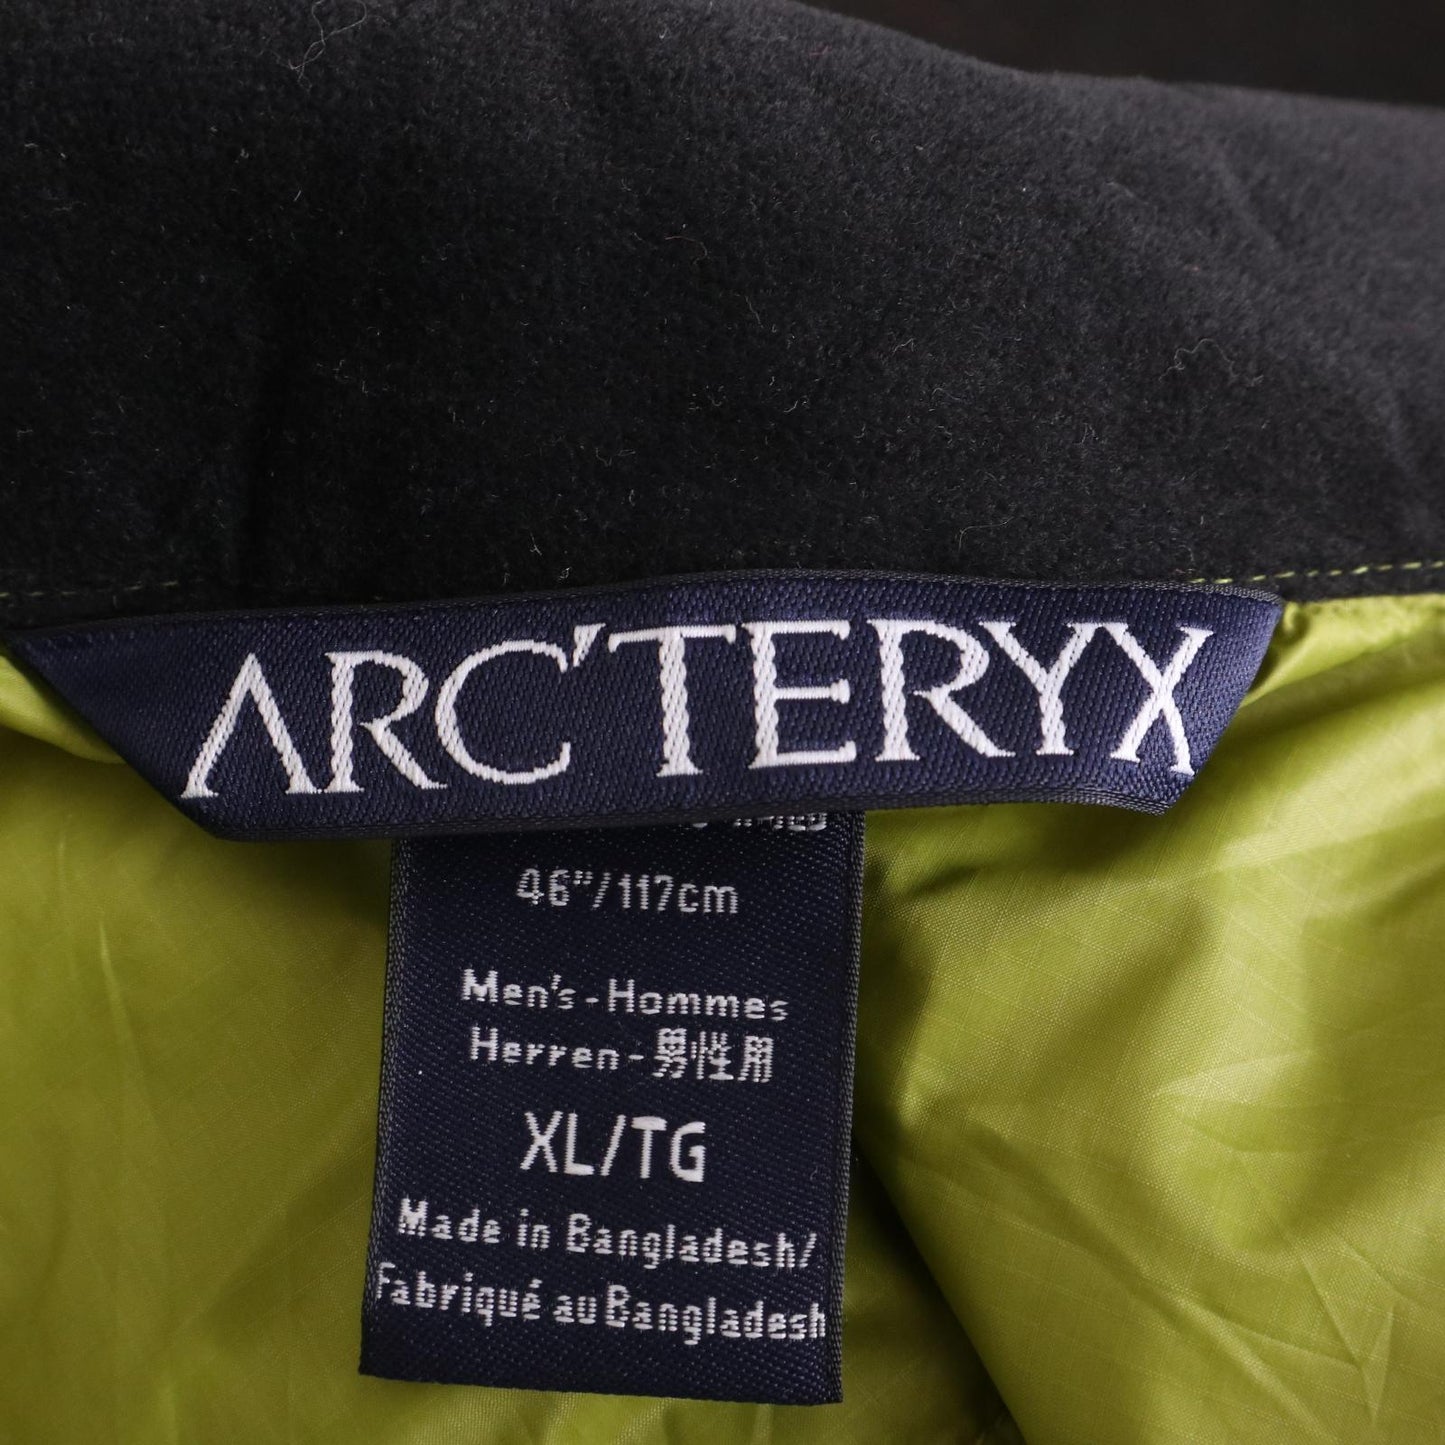 ARC'TERYX
46"/117cm
Men's - Hommes
Herren - 男性用
XL/TG
Made in Bangladesh/
Fabriqué au Bangladesh